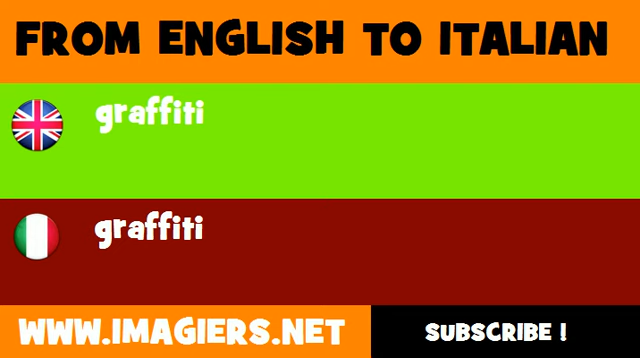 FROM ENGLISH TO ITALIAN
graffiti
graffiti
WWW.IMAGIERS.NET
SUBSCRIBE !